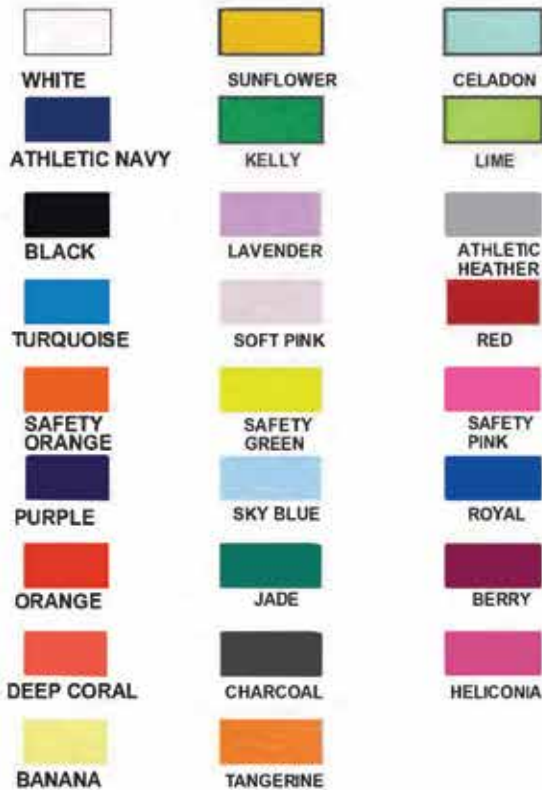 WHITE
SUNFLOWER
CELADON
ATHLETIC NAVY
KELLY
LIME
BLACK
LAVENDER
ATHLETIC
HEATHER
TURQUOISE
SOFT PINK
RED
SAFETY
ORANGE
SAFETY
GREEN
SAFETY
PINK
PURPLE
SKY BLUE
ROYAL
ORANGE
JADE
BERRY
DEEP CORAL
CHARCOAL
HELICONIA
BANANA
TANGERINE